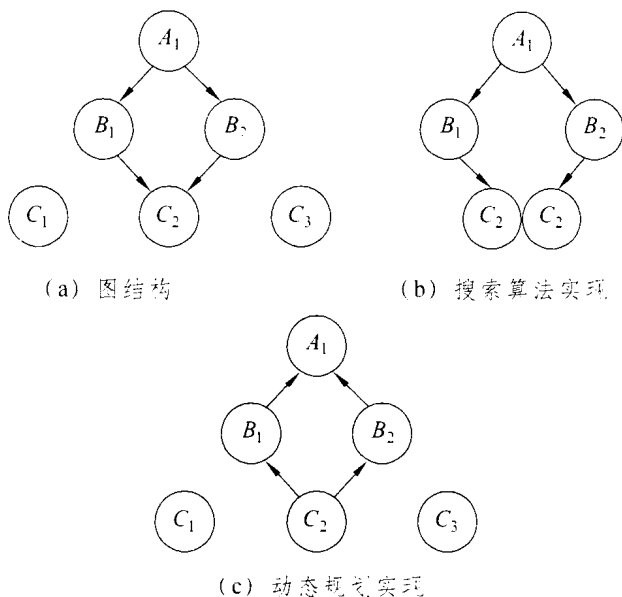 A₁
B₁ B₂
C₁ C₂ C₃
(a) 图结构
A₁
B₁ B₂
C₂ C₂
(b) 搜索算法实现
A₁
B₁ B₂
C₁ C₂ C₃
(c) 动态规划实现